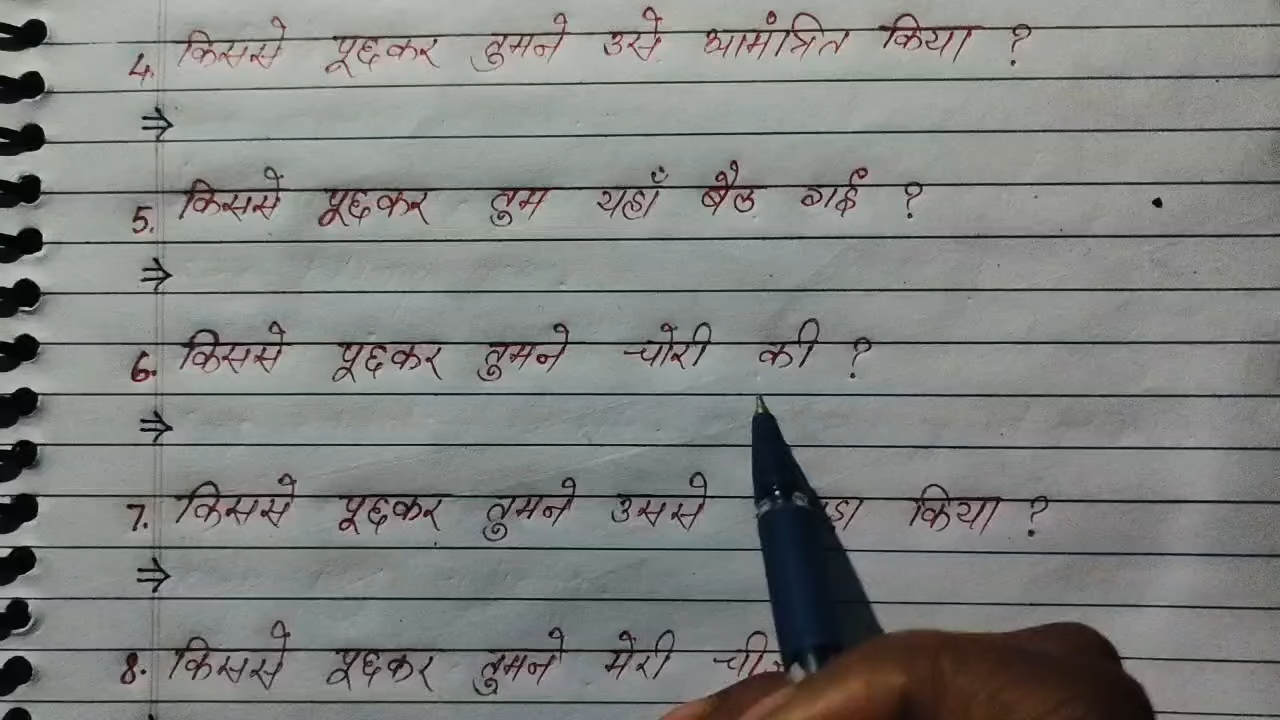 4. किससे पूछकर तुमने उसे आमंत्रित किया ?
⇒
5. किससे पूछकर तुम यहाँ बैठ गई ?
⇒
6. किससे पूछकर तुमने चोरी की ?
⇒
7. किससे पूछकर तुमने उससे किया ?
⇒
8. किससे पूछकर तुमने मेरी